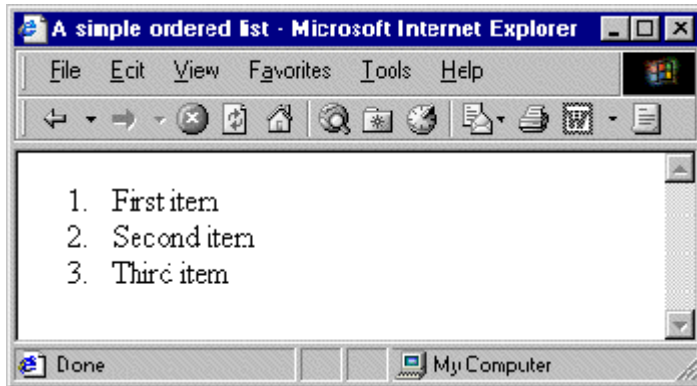 A simple ordered list - Microsoft Internet Explorer
File Edit View Favorites Tools Help
1. First item
2. Second item
3. Third item
Done My Computer